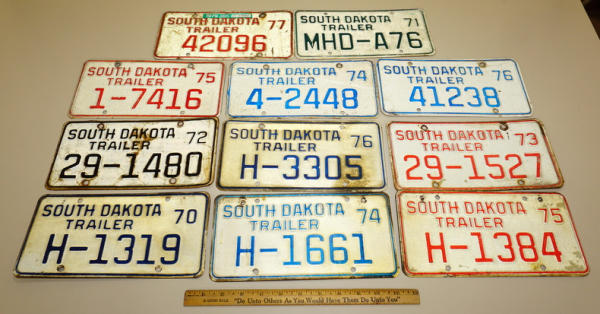 SOUTH DAKOTA 77
TRAILER
42096
SOUTH DAKOTA 71
TRAILER
MHD-A76
SOUTH DAKOTA 75
TRAILER
1-7416
SOUTH DAKOTA 74
TRAILER
4-2448
SOUTH DAKOTA 76
TRAILER
41238
SOUTH DAKOTA 72
TRAILER
29-1480
SOUTH DAKOTA 76
TRAILER
H-3305
SOUTH DAKOTA 73
TRAILER
29-1527
SOUTH DAKOTA 70
TRAILER
H-1319
SOUTH DAKOTA 74
TRAILER
H-1661
SOUTH DAKOTA 75
TRAILER
H-1384
"Do Unto Others As You Would Have Them Do Unto You"